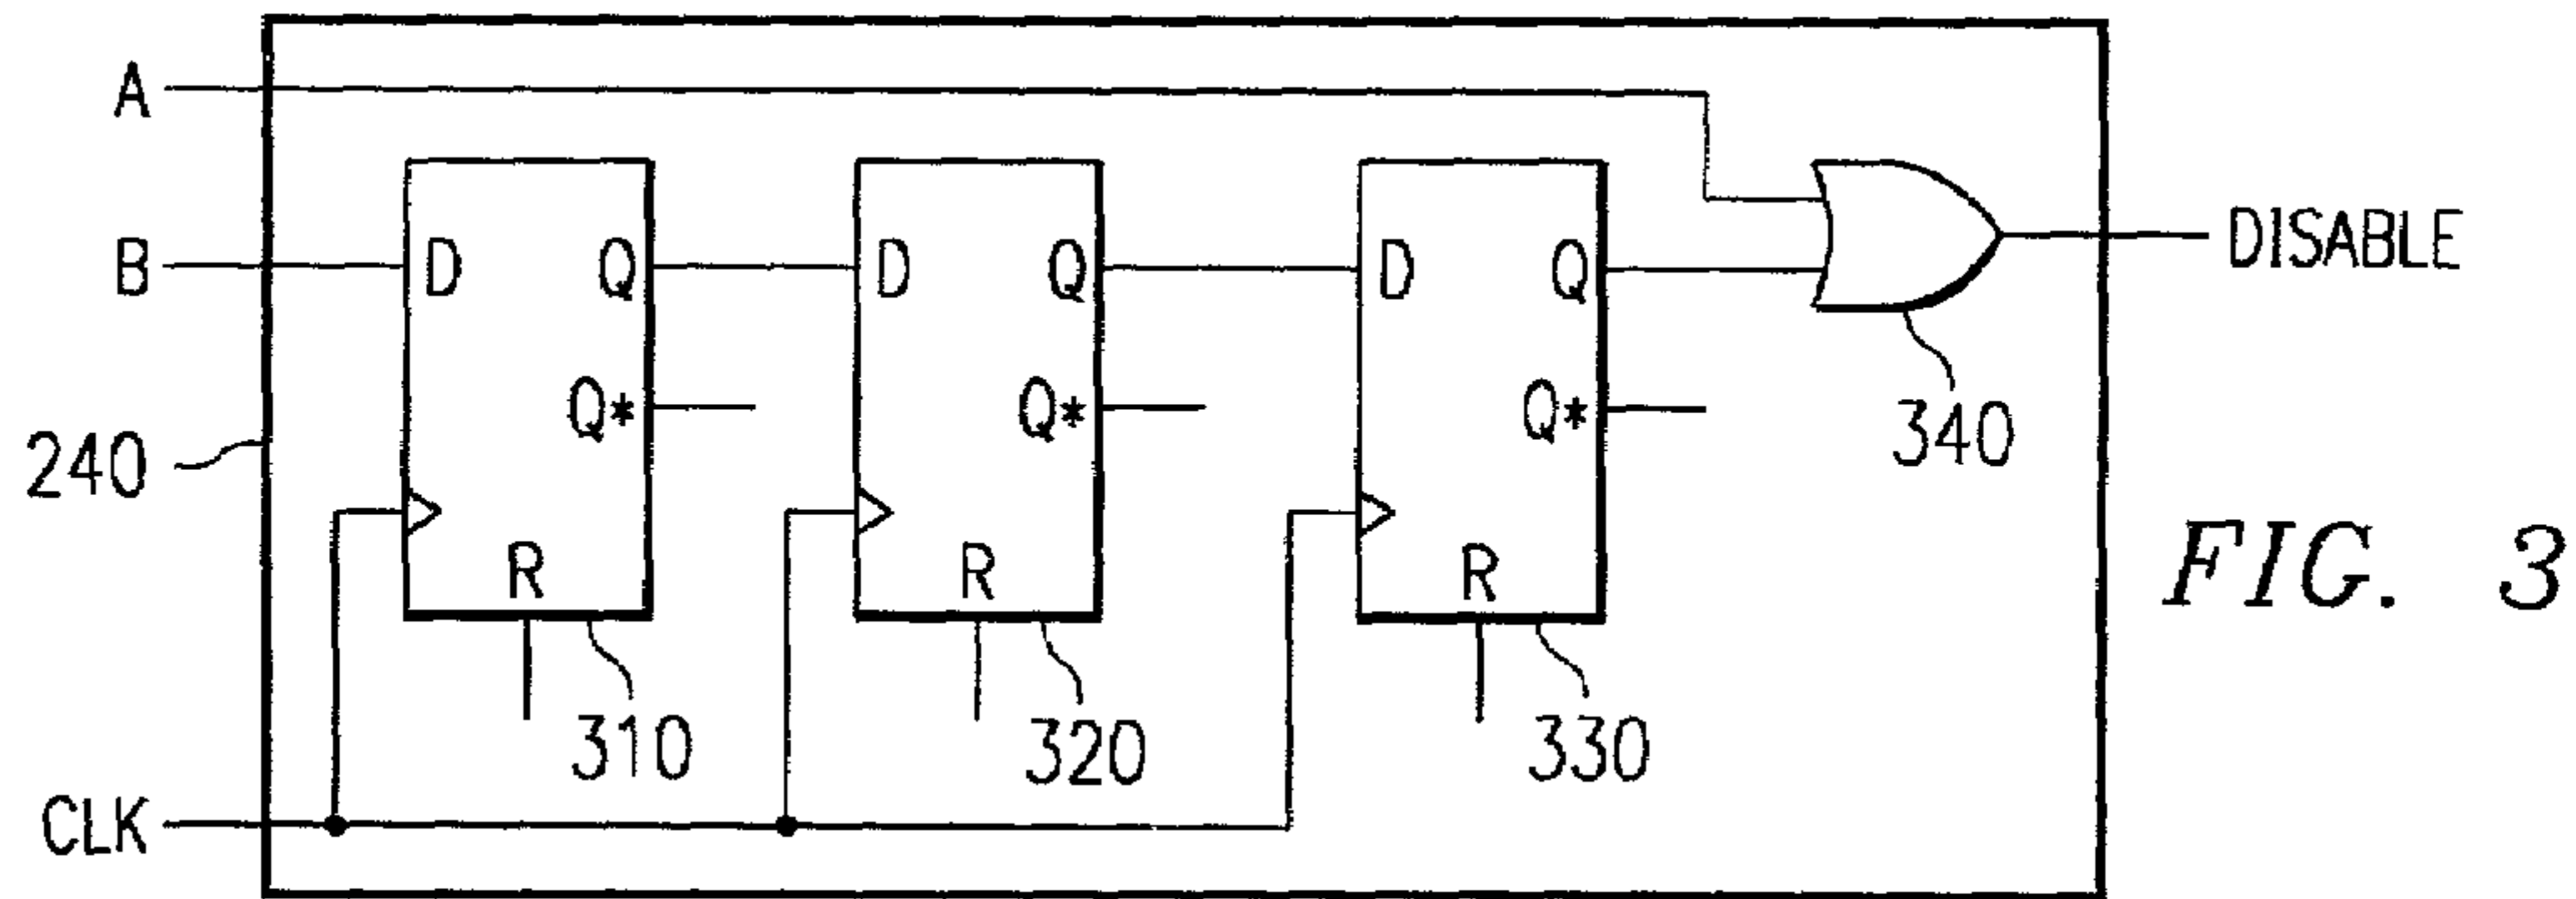 A
B D Q D Q D Q DISABLE
Q* Q* Q* 340
240
R R R
FIG. 3
310 320 330
CLK